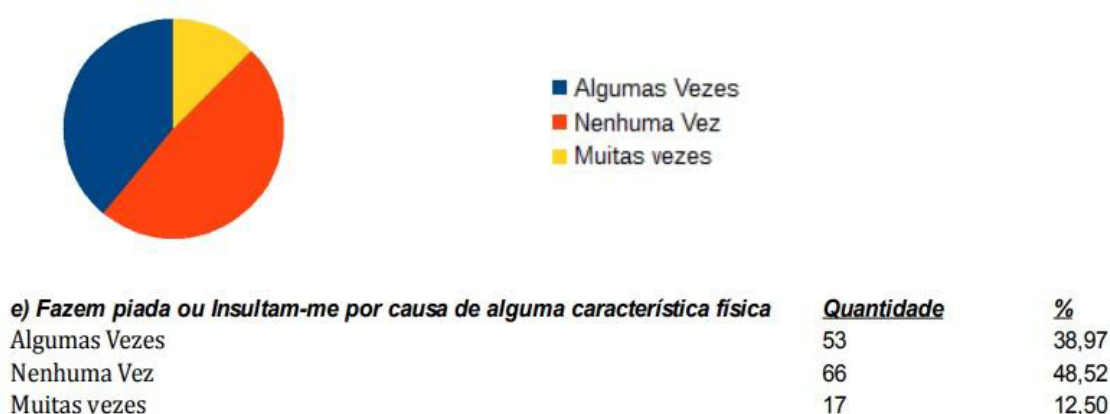 Algumas Vezes
Nenhuma Vez
Muitas vezes
e) Fazem piada ou Insultam-me por causa de alguma característica física Quantidade %
Algumas Vezes 53 38,97
Nenhuma Vez 66 48,52
Muitas vezes 17 12,50